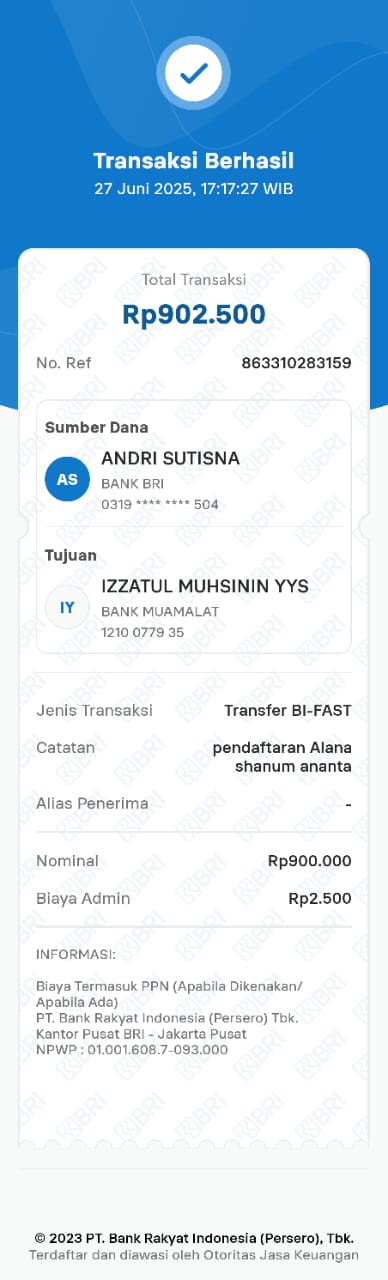 Transaksi Berhasil
27 Juni 2025, 17:17:27 WIB
Total Transaksi
Rp902.500
No. Ref 863310283159
Sumber Dana
AS
ANDRI SUTISNA
BANK BRI
0319 **** **** 504
Tujuan
IY
IZZATUL MUHSININ YYS
BANK MUAMALAT
1210 0779 35
Jenis Transaksi Transfer BI-FAST
Catatan pendaftaran Alana
shanum ananta
Alias Penerima -
Nominal Rp900.000
Biaya Admin Rp2.500
INFORMASI:
Biaya Termasuk PPN (Apabila Dikenakan/
Apabila Ada)
PT. Bank Rakyat Indonesia (Persero) Tbk.
Kantor Pusat BRI - Jakarta Pusat
NPWP : 01.001.608.7-093.000
© 2023 PT. Bank Rakyat Indonesia (Persero), Tbk.
Terdaftar dan diawasi oleh Otoritas Jasa Keuangan